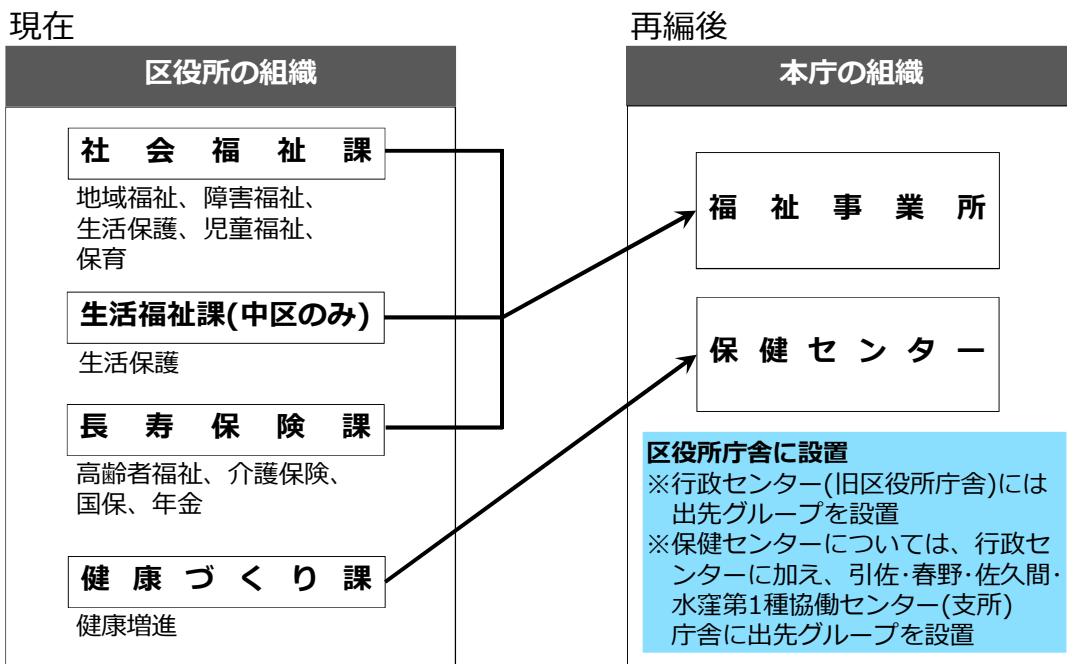 現在
区役所の組織
社会福祉課
地域福祉、障害福祉、
生活保護、児童福祉、
保育
生活福祉課(中区のみ)
生活保護
長寿保険課
高齢者福祉、介護保険、
国保、年金
健康づくり課
健康増進
再編後
本庁の組織
福祉事業所
保健センター
区役所庁舎に設置
※行政センター(旧区役所庁舎)には
出先グループを設置
※保健センターについては、行政セ
ンターに加え、引佐･春野･佐久間･
水窪第1種協働センター(支所)
庁舎に出先グループを設置